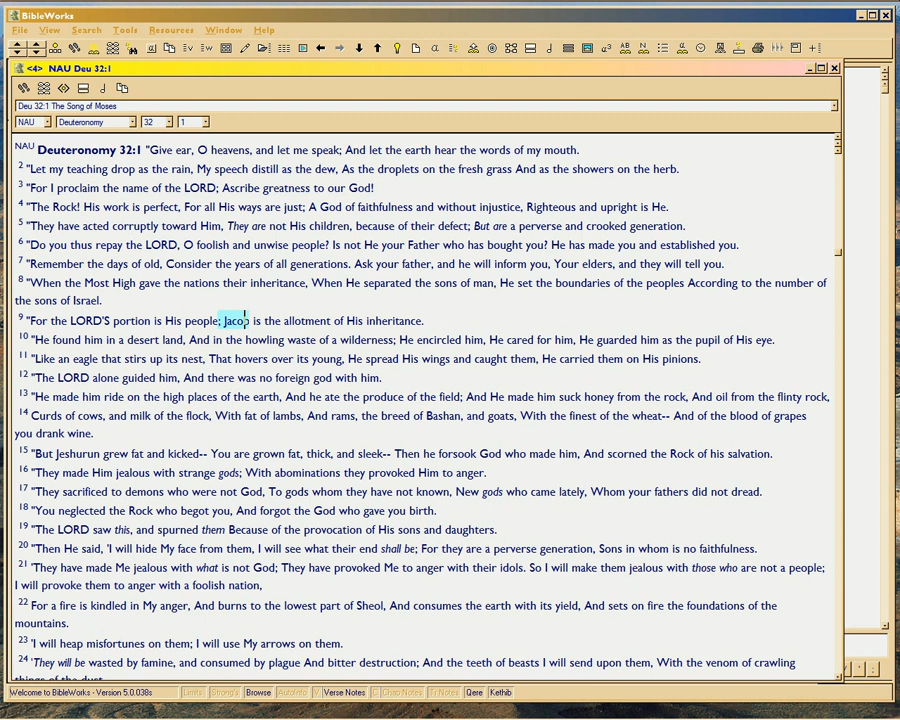 BibleWorks
File View Search Tools Resources Window Help
<4> NAU Deu 32:1
Deu 32:1 The Song of Moses
NAU Deuteronomy 32 1
NAU Deuteronomy 32:1 "Give ear, O heavens, and let me speak; And let the earth hear the words of my mouth.
2 "Let my teaching drop as the rain, My speech distill as the dew, As the droplets on the fresh grass And as the showers on the herb.
3 "For I proclaim the name of the LORD; Ascribe greatness to our God!
4 "The Rock! His work is perfect, For all His ways are just; A God of faithfulness and without injustice, Righteous and upright is He.
5 "They have acted corruptly toward Him, They are not His children, because of their defect; But are a perverse and crooked generation.
6 "Do you thus repay the LORD, O foolish and unwise people? Is not He your Father who has bought you? He has made you and established you.
7 "Remember the days of old, Consider the years of all generations. Ask your father, and he will inform you, Your elders, and they will tell you.
8 "When the Most High gave the nations their inheritance, When He separated the sons of man, He set the boundaries of the peoples According to the number of
the sons of Israel.
9 "For the LORD'S portion is His people; Jacob is the allotment of His inheritance.
10 "He found him in a desert land, And in the howling waste of a wilderness; He encircled him, He cared for him, He guarded him as the pupil of His eye.
11 "Like an eagle that stirs up its nest, That hovers over its young, He spread His wings and caught them, He carried them on His pinions.
12 "The LORD alone guided him, And there was no foreign god with him.
13 "He made him ride on the high places of the earth, And he ate the produce of the field; And He made him suck honey from the rock, And oil from the flinty rock,
14 Curds of cows, and milk of the flock, With fat of lambs, And rams, the breed of Bashan, and goats, With the finest of the wheat-- And of the blood of grapes
you drank wine.
15 "But Jeshurun grew fat and kicked-- You are grown fat, thick, and sleek-- Then he forsook God who made him, And scorned the Rock of his salvation.
16 "They made Him jealous with strange gods; With abominations they provoked Him to anger.
17 "They sacrificed to demons who were not God, To gods whom they have not known, New gods who came lately, Whom your fathers did not dread.
18 "You neglected the Rock who begot you, And forgot the God who gave you birth.
19 "The LORD saw this, and spurned them Because of the provocation of His sons and daughters.
20 "Then He said, 'I will hide My face from them, I will see what their end shall be; For they are a perverse generation, Sons in whom is no faithfulness.
21 'They have made Me jealous with what is not God; They have provoked Me to anger with their idols. So I will make them jealous with those who are not a people;
I will provoke them to anger with a foolish nation,
22 For a fire is kindled in My anger, And burns to the lowest part of Sheol, And consumes the earth with its yield, And sets on fire the foundations of the
mountains.
23 'I will heap misfortunes on them; I will use My arrows on them.
24 'They will be wasted by famine, and consumed by plague And bitter destruction; And the teeth of beasts I will send upon them, With the venom of crawling
things of the dust.
Welcome to BibleWorks - Version 5.0.038s Limits Strong's Browse AutoInfo V Verse Notes C Chap Notes Tr.Notes Qere Kethib